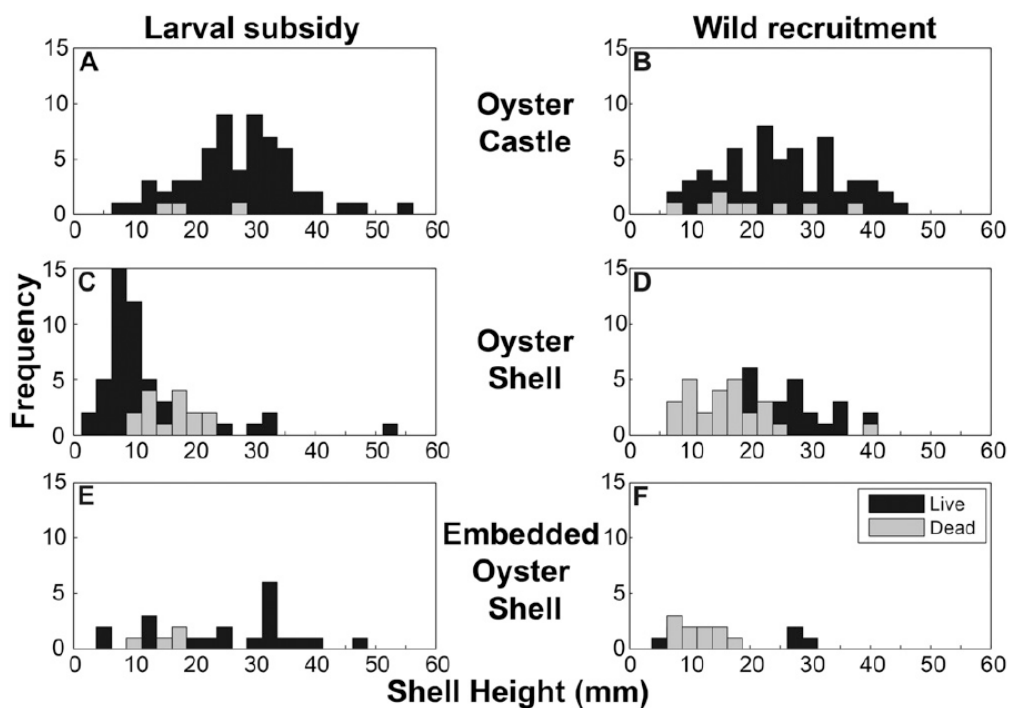 Larval subsidy
Wild recruitment
A
15
10
5
0
0 10 20 30 40 50 60
Oyster
Castle
B
15
10
5
0
0 10 20 30 40 50 60
Frequency
C
15
10
5
0
0 10 20 30 40 50 60
Oyster
Shell
D
15
10
5
0
0 10 20 30 40 50 60
E
15
10
5
0
0 10 20 30 40 50 60
Embedded
Oyster
Shell
F
Live
Dead
15
10
5
0
0 10 20 30 40 50 60
Shell Height (mm)